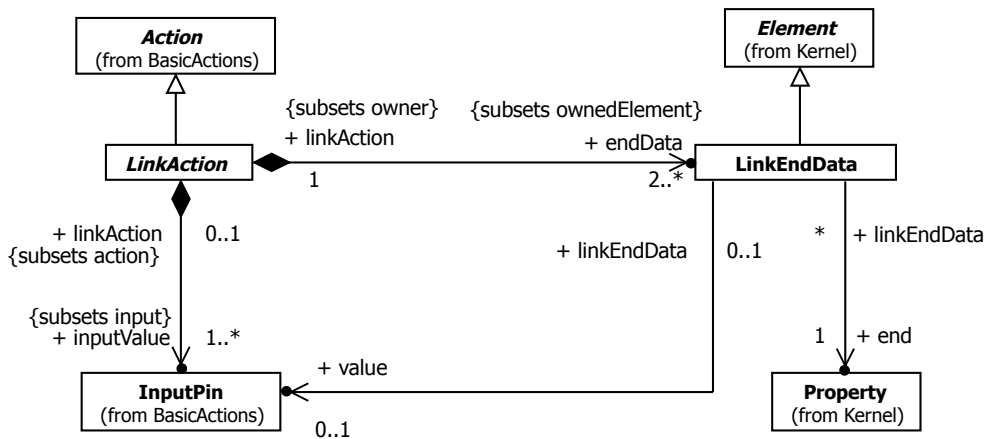 Action
(from BasicActions)
Element
(from Kernel)
{subsets owner}
+ linkAction
{subsets ownedElement}
+ endData
LinkAction
1
2..*
LinkEndData
+ linkAction
{subsets action}
0..1
+ linkEndData
0..1
*
+ linkEndData
{subsets input}
+ inputValue
1..*
1
+ end
+ value
InputPin
(from BasicActions)
0..1
Property
(from Kernel)